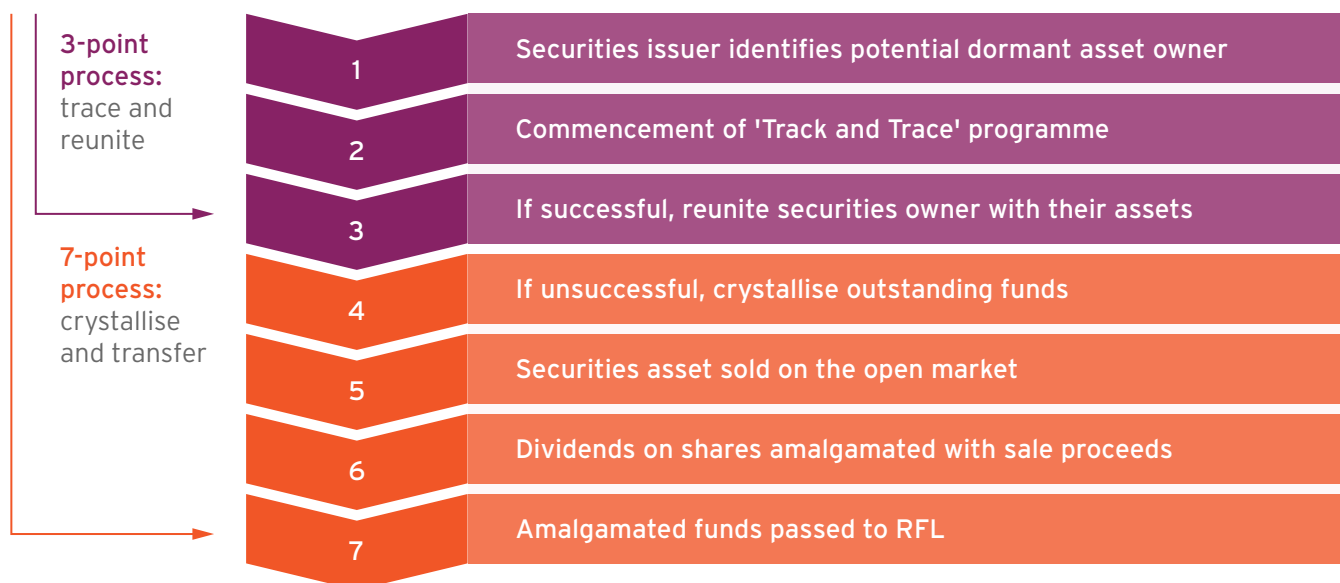 3-point
process:
trace and
reunite
7-point
process:
crystallise
and transfer
1
Securities issuer identifies potential dormant asset owner
2
Commencement of 'Track and Trace' programme
3
If successful, reunite securities owner with their assets
4
If unsuccessful, crystallise outstanding funds
5
Securities asset sold on the open market
6
Dividends on shares amalgamated with sale proceeds
7
Amalgamated funds passed to RFL